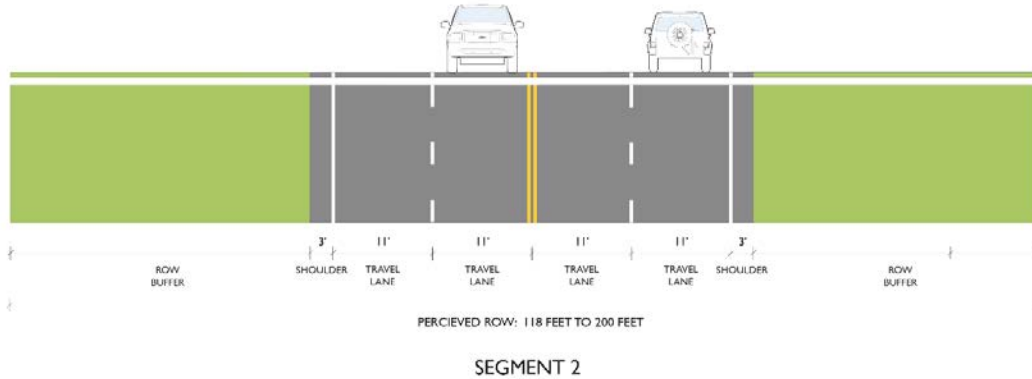 3' 11' 11' 11' 11' 3'
ROW BUFFER
SHOULDER
TRAVEL LANE
TRAVEL LANE
TRAVEL LANE
TRAVEL LANE
SHOULDER
ROW BUFFER
PERCIEVED ROW: 118 FEET TO 200 FEET
SEGMENT 2